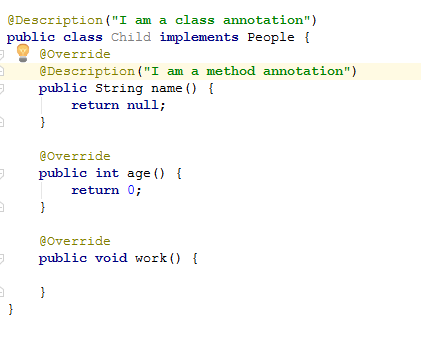 @Description("I am a class annotation")
public class Child implements People {
@Override
@Description("I am a method annotation")
public String name() {
return null;
}
@Override
public int age() {
return 0;
}
@Override
public void work() {
}
}